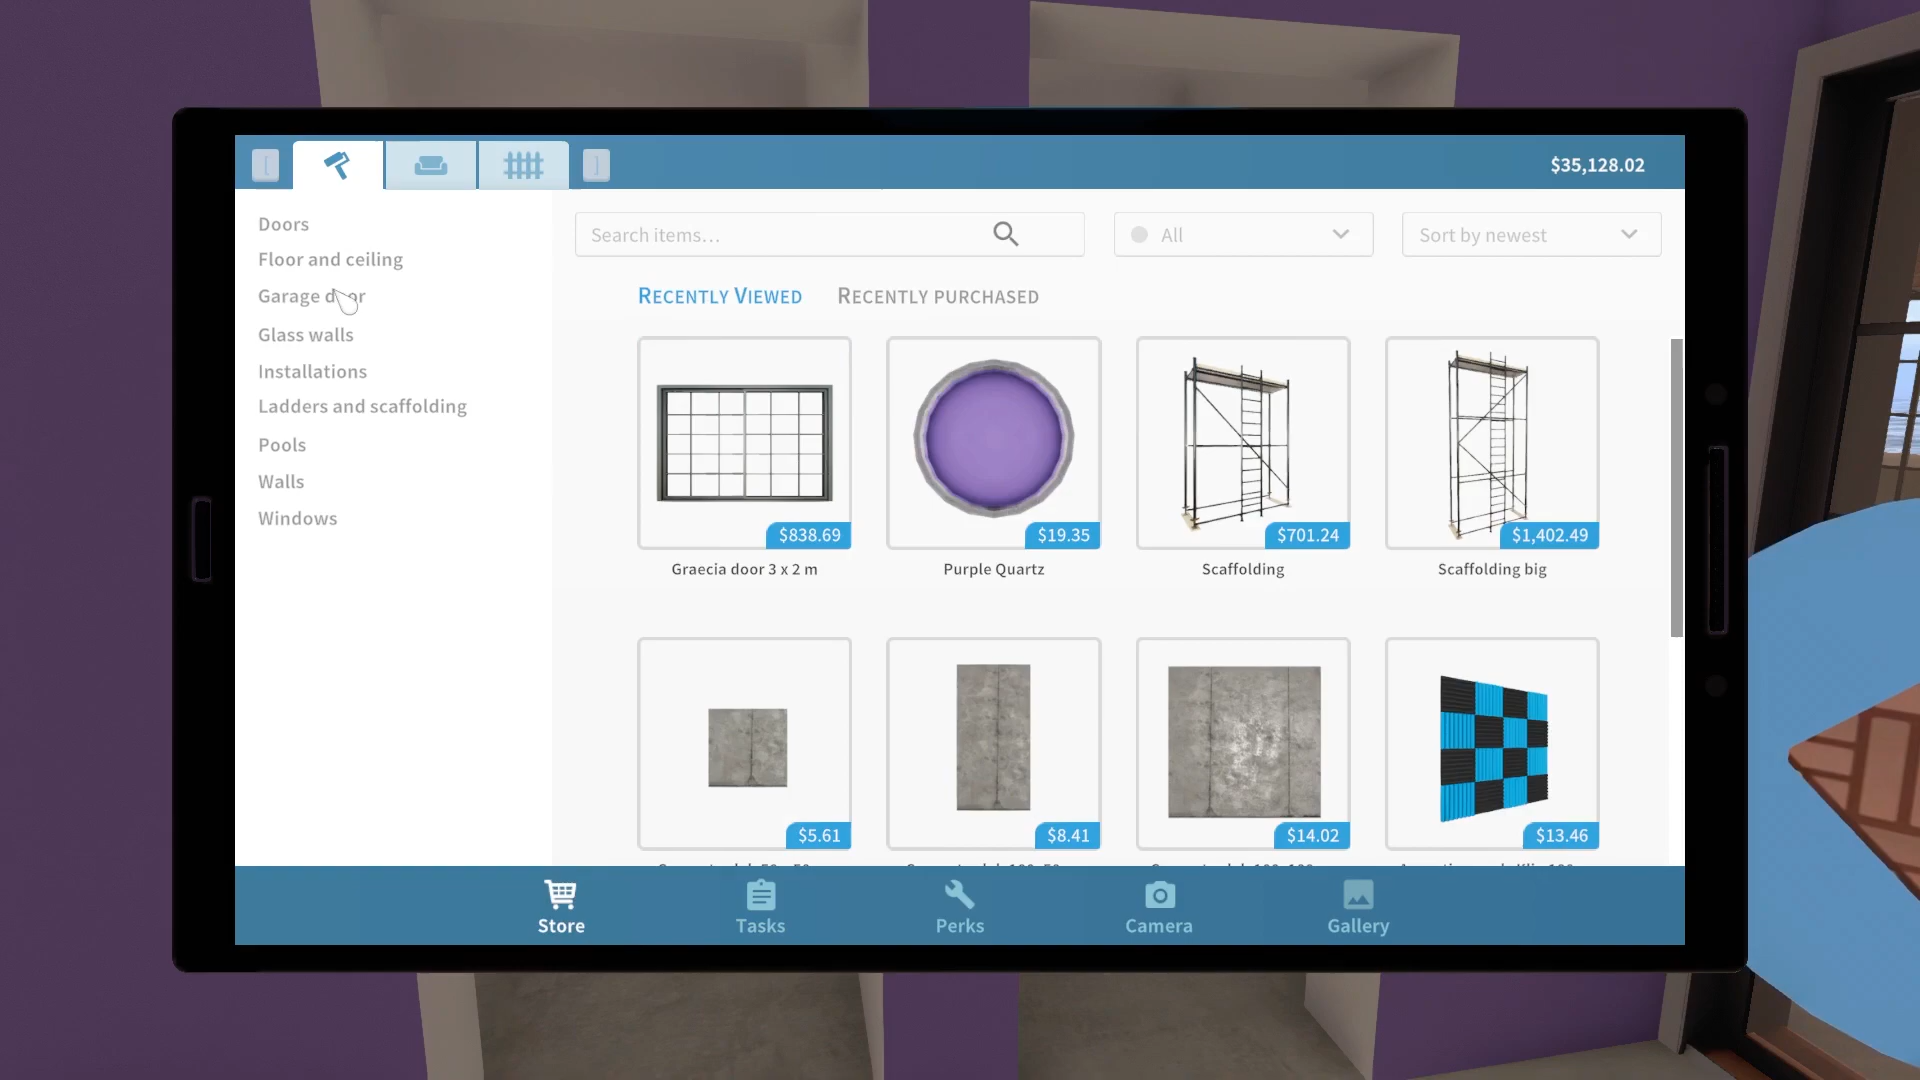 [
]
$35,128.02
Doors
Floor and ceiling
Garage door
Glass walls
Installations
Ladders and scaffolding
Pools
Walls
Windows
Search items...
All
Sort by newest
RECENTLY VIEWED
RECENTLY PURCHASED
$838.69
Graecia door 3 x 2 m
$19.35
Purple Quartz
$701.24
Scaffolding
$1,402.49
Scaffolding big
$5.61
$8.41
$14.02
$13.46
Store
Tasks
Perks
Camera
Gallery